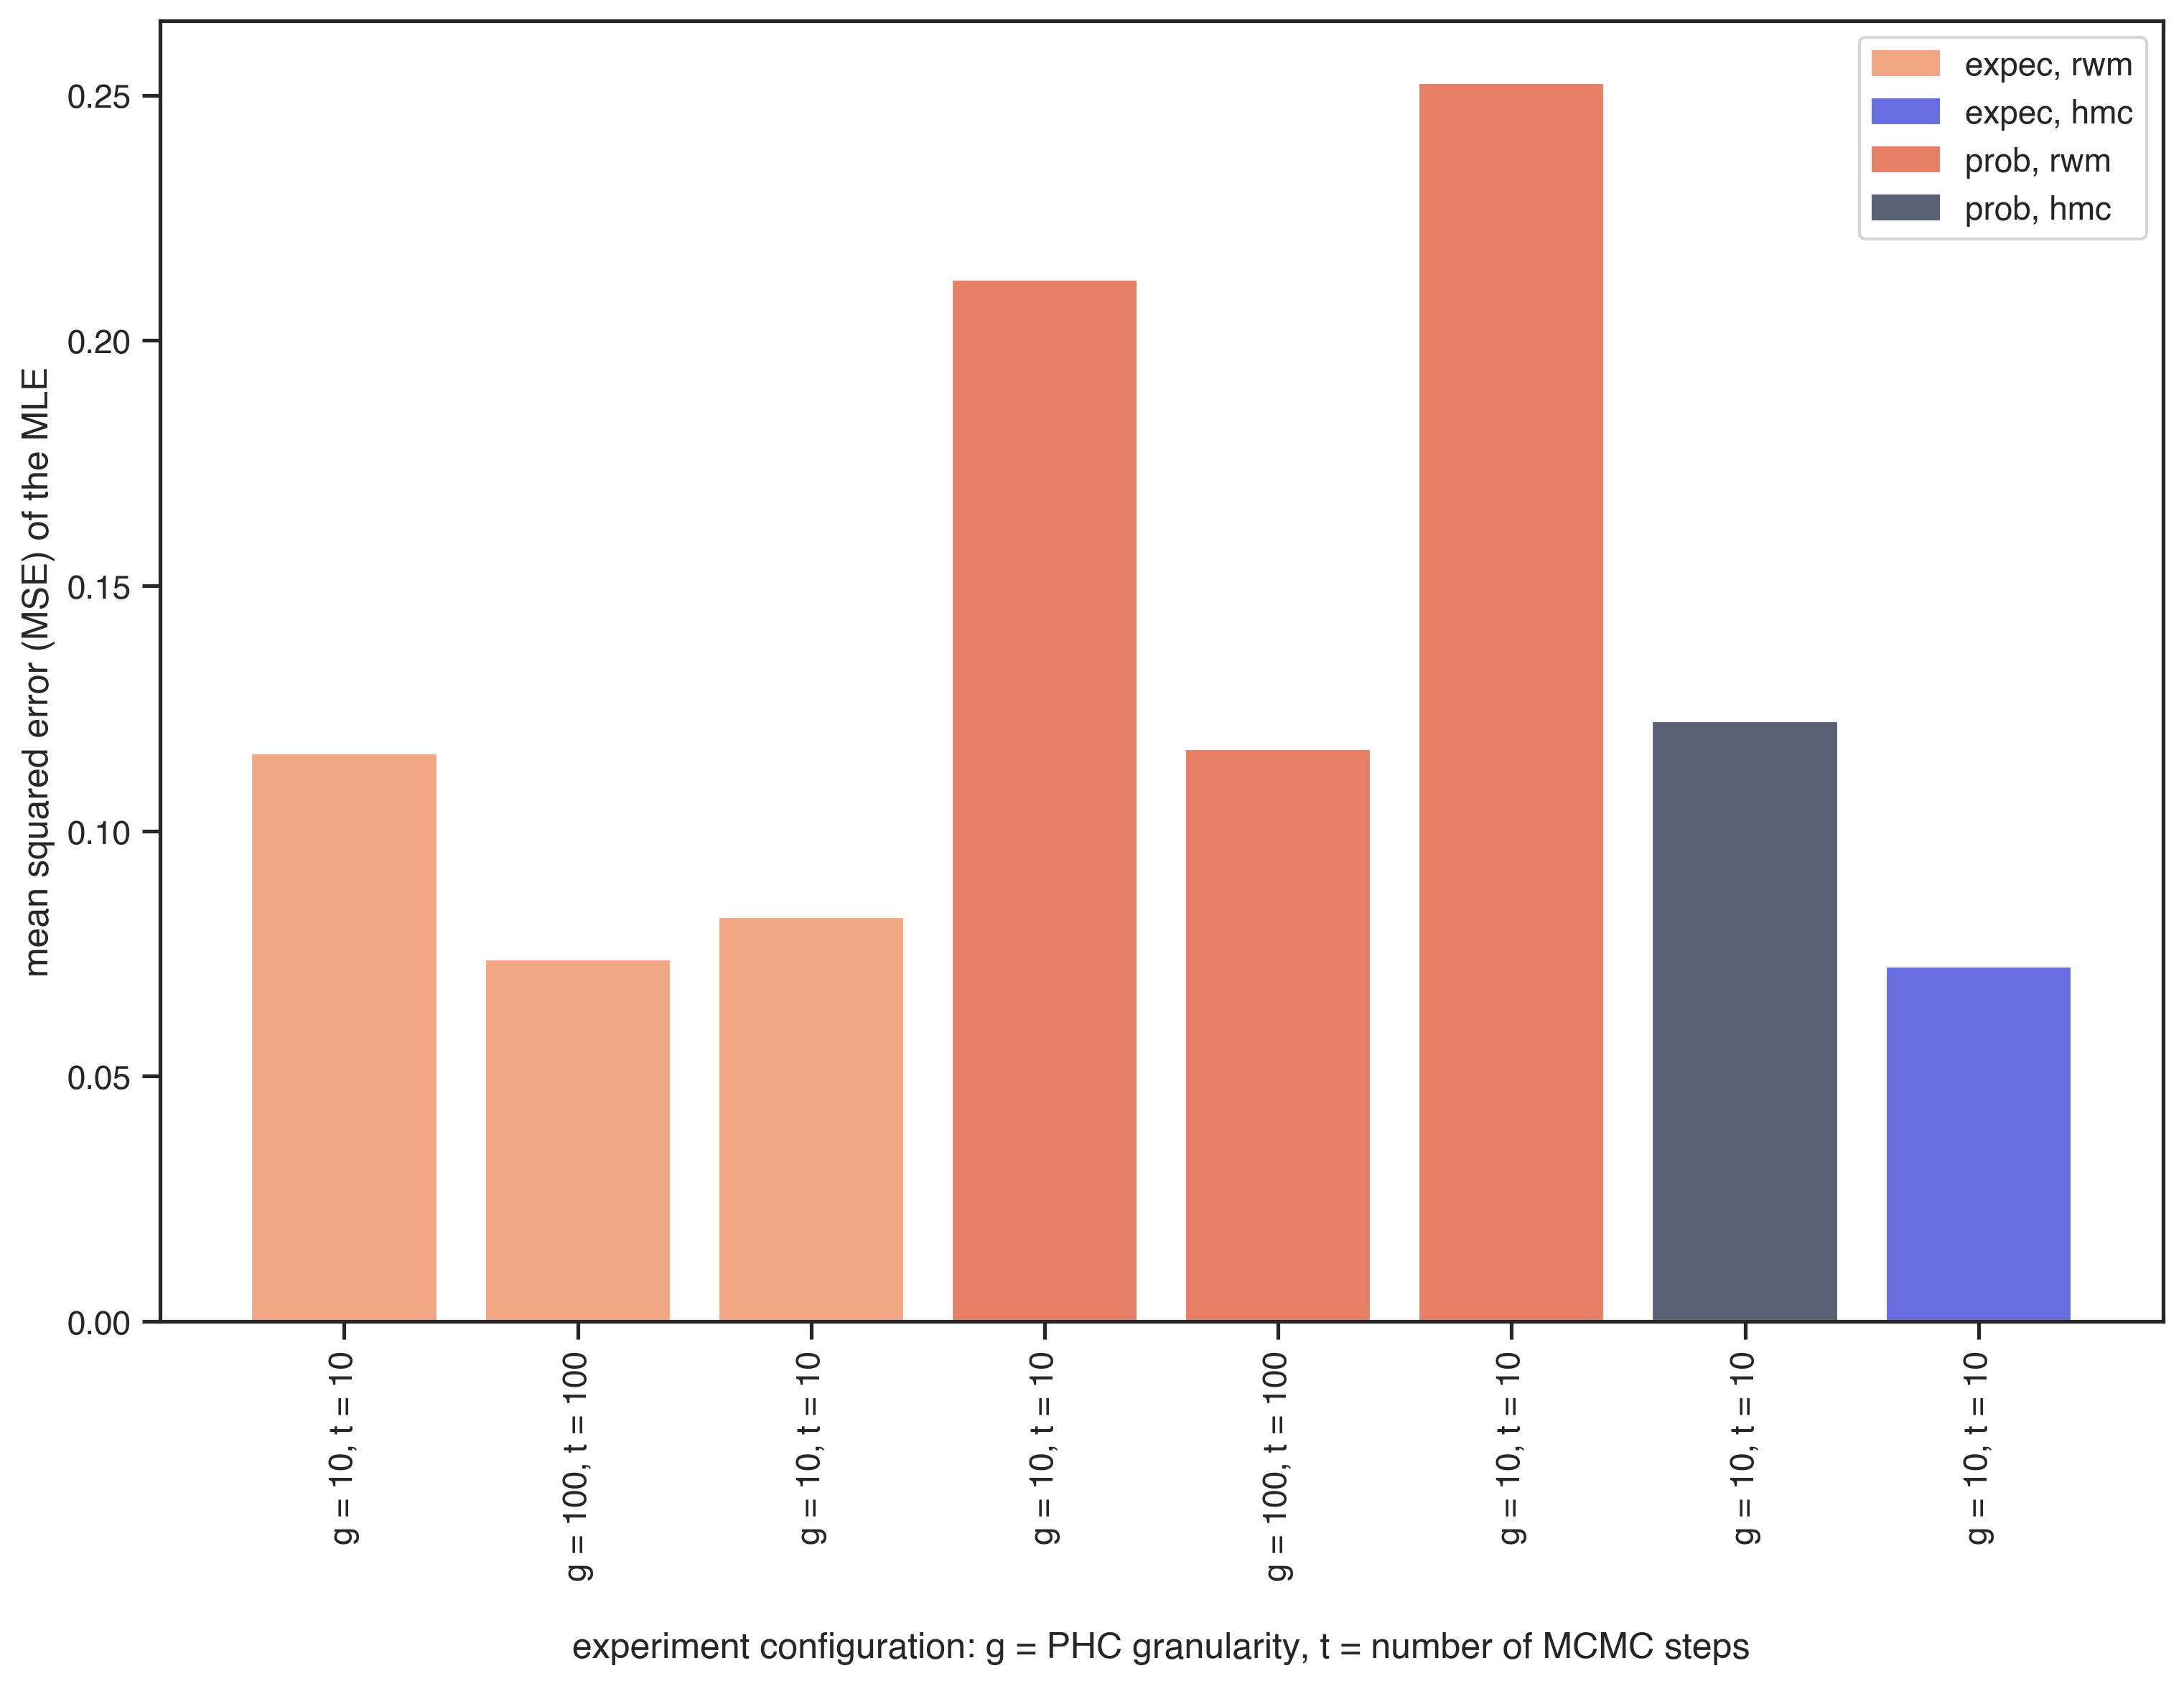 expec, rwm
expec, hmc
prob, rwm
prob, hmc
mean squared error (MSE) of the MLE
0.25
0.20
0.15
0.10
0.05
0.00
g = 10, t = 10
g = 100, t = 100
g = 10, t = 10
g = 10, t = 10
g = 100, t = 100
g = 10, t = 10
g = 10, t = 10
g = 10, t = 10
experiment configuration: g = PHC granularity, t = number of MCMC steps